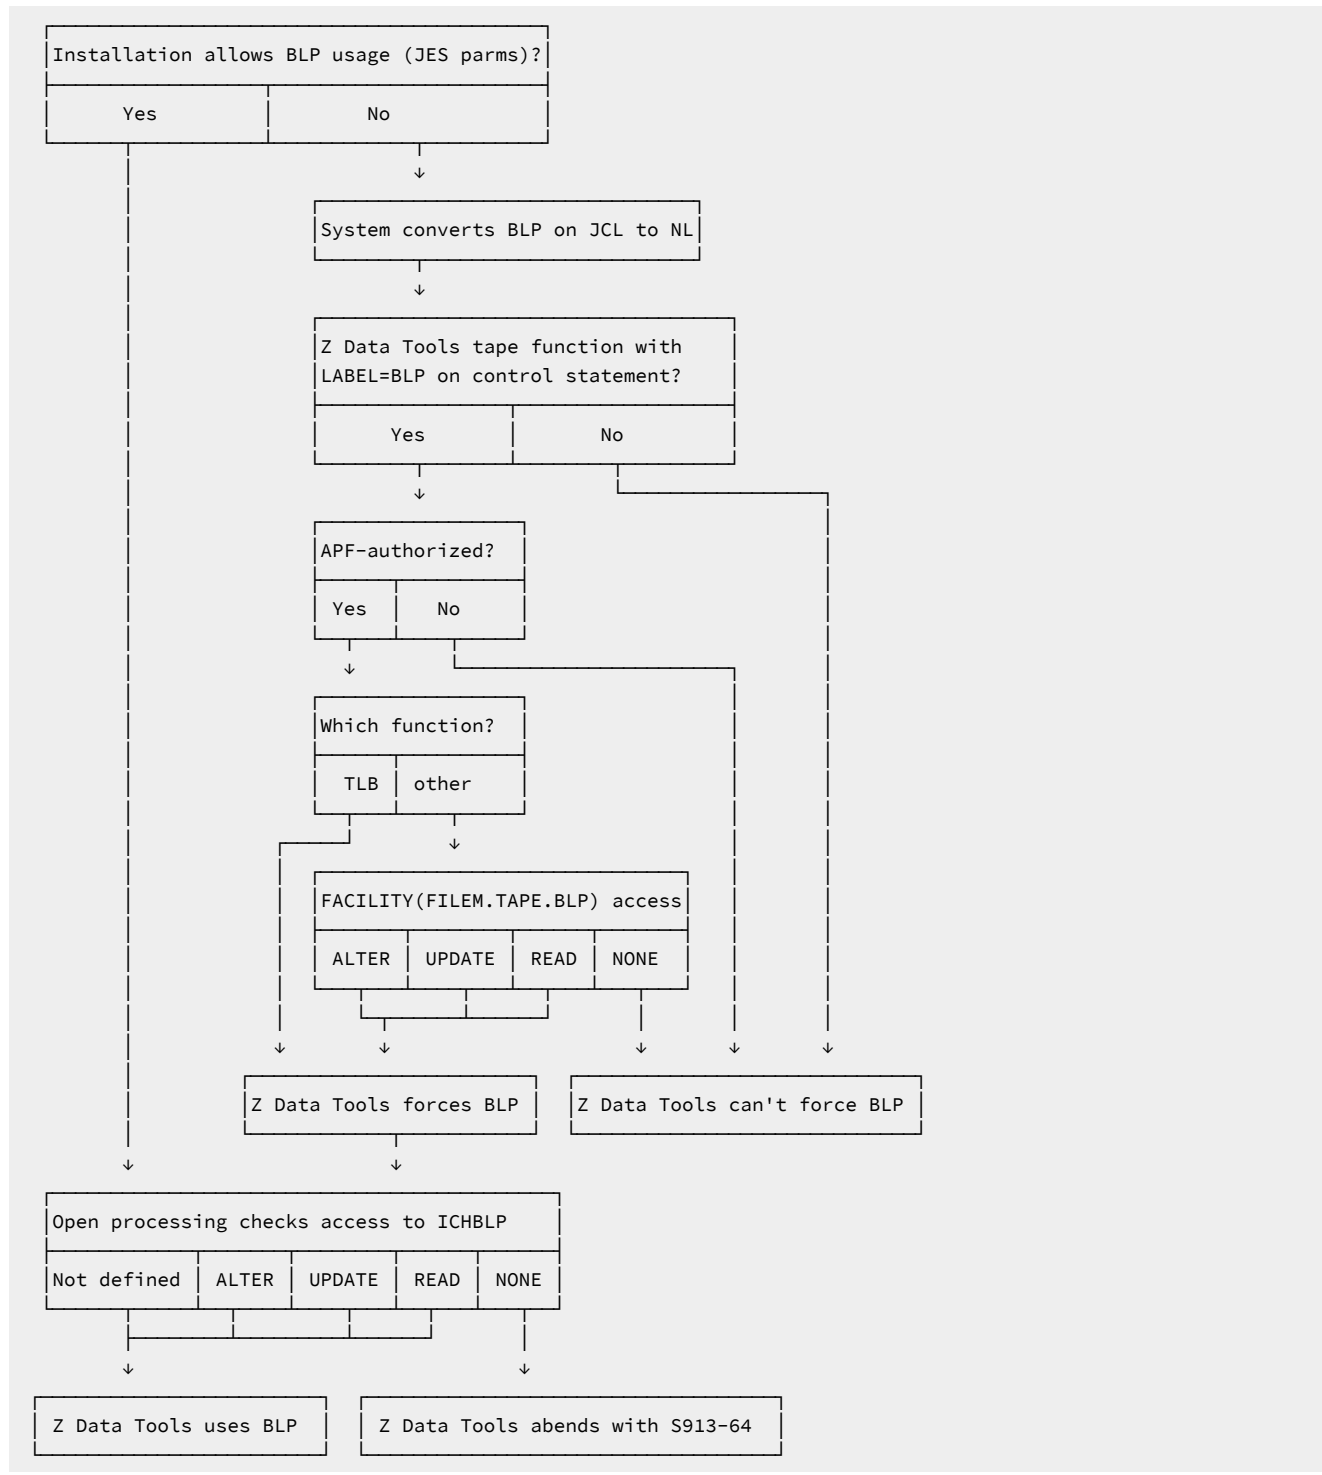 Installation allows BLP usage (JES parms)?
Yes No
System converts BLP on JCL to NL
Z Data Tools tape function with
LABEL=BLP on control statement?
Yes No
APF-authorized?
Yes No
Which function?
TLB other
FACILITY(FILEM.TAPE.BLP) access
ALTER UPDATE READ NONE
Z Data Tools forces BLP Z Data Tools can't force BLP
Open processing checks access to ICHBLP
Not defined ALTER UPDATE READ NONE
Z Data Tools uses BLP Z Data Tools abends with S913-64